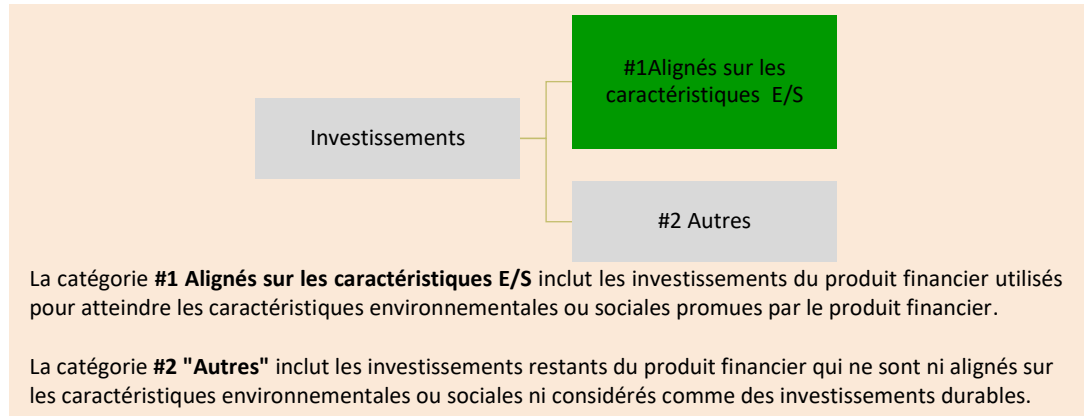 #1Alignés sur les
caractéristiques E/S
Investissements
#2 Autres
La catégorie #1 Alignés sur les caractéristiques E/S inclut les investissements du produit financier utilisés
pour atteindre les caractéristiques environnementales ou sociales promues par le produit financier.
La catégorie #2 "Autres" inclut les investissements restants du produit financier qui ne sont ni alignés sur
les caractéristiques environnementales ou sociales ni considérés comme des investissements durables.